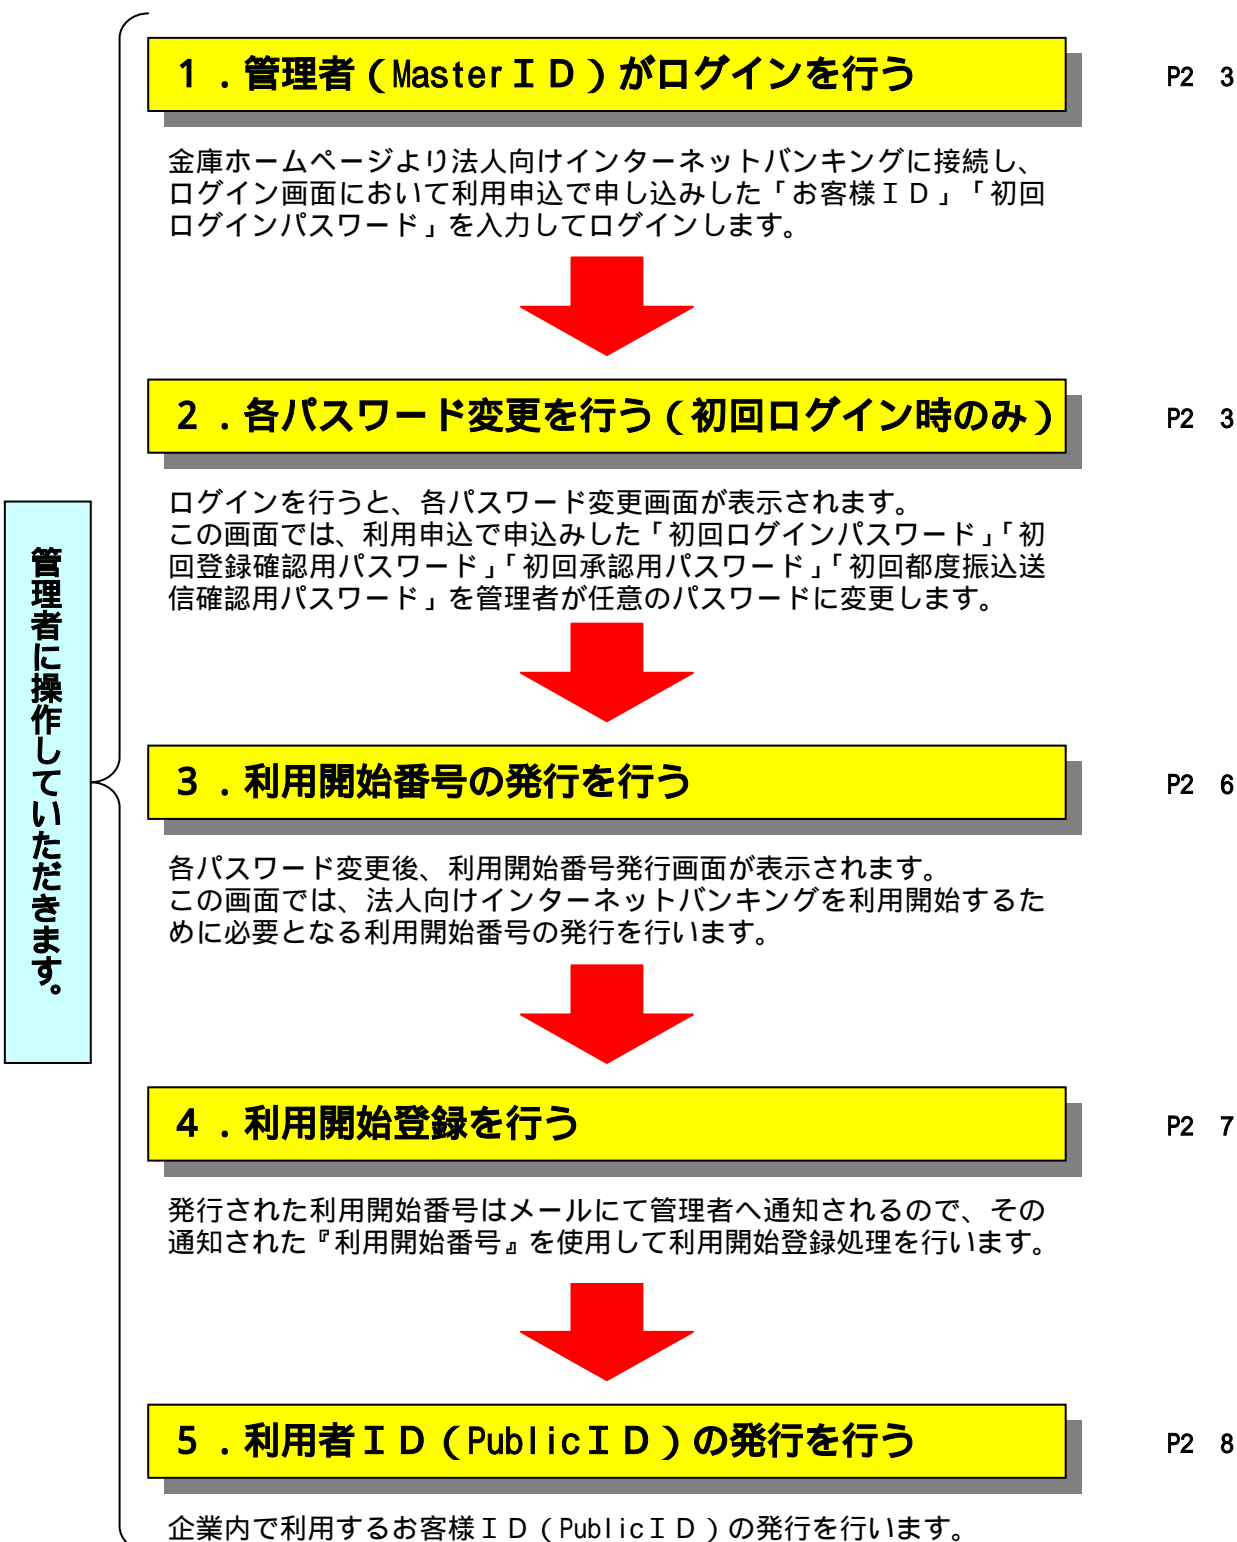 1．管理者（MasterＩＤ）がログインを行う
P2　3
金庫ホームページより法人向けインターネットバンキングに接続し、
ログイン画面において利用申込で申し込みした「お客様ＩＤ」「初回
ログインパスワード」を入力してログインします。
2．各パスワード変更を行う（初回ログイン時のみ）
P2　3
ログインを行うと、各パスワード変更画面が表示されます。
この画面では、利用申込で申込みした「初回ログインパスワード」「初
回登録確認用パスワード」「初回承認用パスワード」「初回都度振込送
信確認用パスワード」を管理者が任意のパスワードに変更します。
管理者に操作していただきます。
3．利用開始番号の発行を行う
P2　6
各パスワード変更後、利用開始番号発行画面が表示されます。
この画面では、法人向けインターネットバンキングを利用開始するた
めに必要となる利用開始番号の発行を行います。
4．利用開始登録を行う
P2　7
発行された利用開始番号はメールにて管理者へ通知されるので、その
通知された『利用開始番号』を使用して利用開始登録処理を行います。
5．利用者ＩＤ（PublicＩＤ）の発行を行う
P2　8
企業内で利用するお客様ＩＤ（PublicＩＤ）の発行を行います。